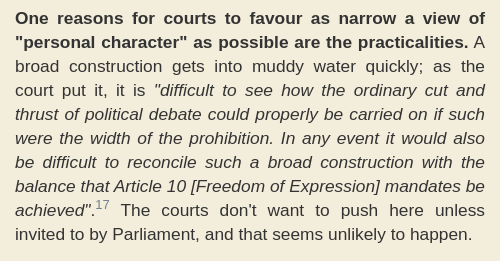 One reasons for courts to favour as narrow a view of
"personal character" as possible are the practicalities. A
broad construction gets into muddy water quickly; as the
court put it, it is "difficult to see how the ordinary cut and
thrust of political debate could properly be carried on if such
were the width of the prohibition. In any event it would also
be difficult to reconcile such a broad construction with the
balance that Article 10 [Freedom of Expression] mandates be
achieved".17 The courts don't want to push here unless
invited to by Parliament, and that seems unlikely to happen.